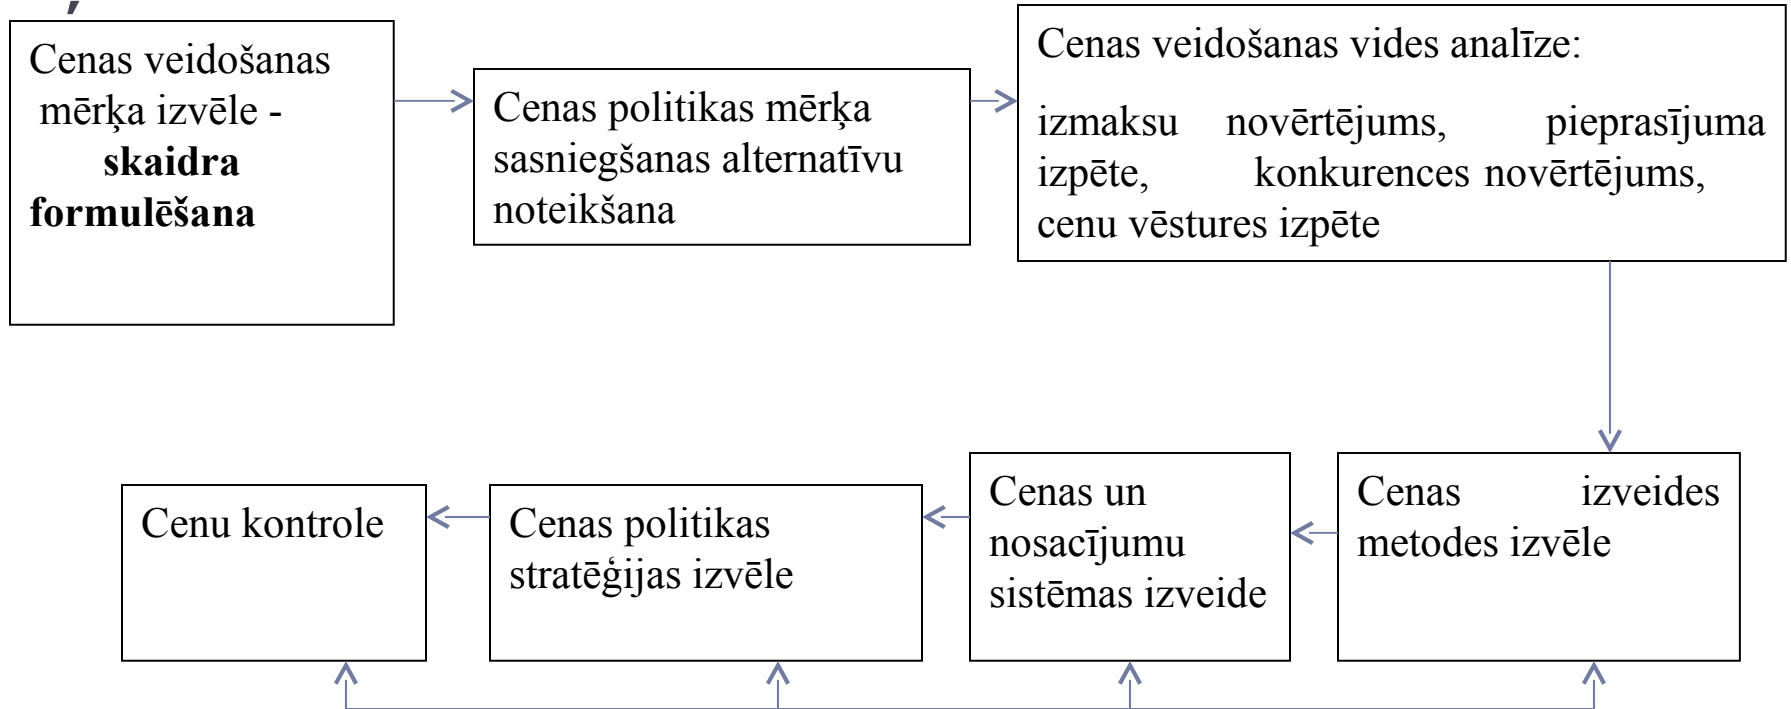 Cenas veidošanas
mērķa izvēle -
skaidra
formulēšana
Cenas politikas mērķa
sasniegšanas alternatīvu
noteikšana
Cenas veidošanas vides analīze:
izmaksu novērtējums, pieprasījuma
izpēte, konkurences novērtējums,
cenu vēstures izpēte
Cenu kontrole
Cenas politikas
stratēģijas izvēle
Cenas un
nosacījumu
sistēmas izveide
Cenas izveides
metodes izvēle